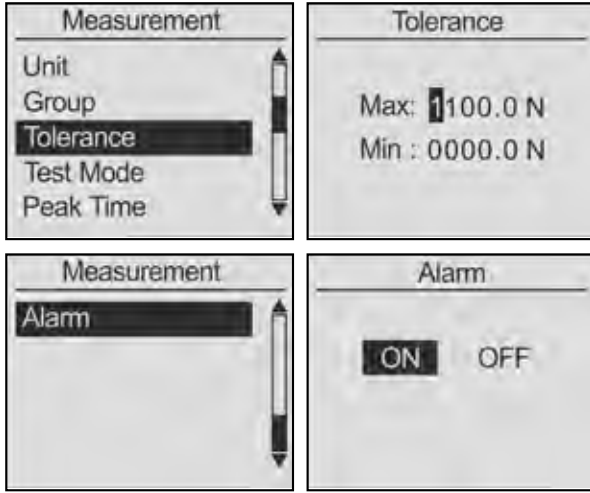 Measurement
Unit
Group
Tolerance
Test Mode
Peak Time
Tolerance
Max: 1100.0 N
Min : 0000.0 N
Measurement
Alarm
Alarm
ON OFF